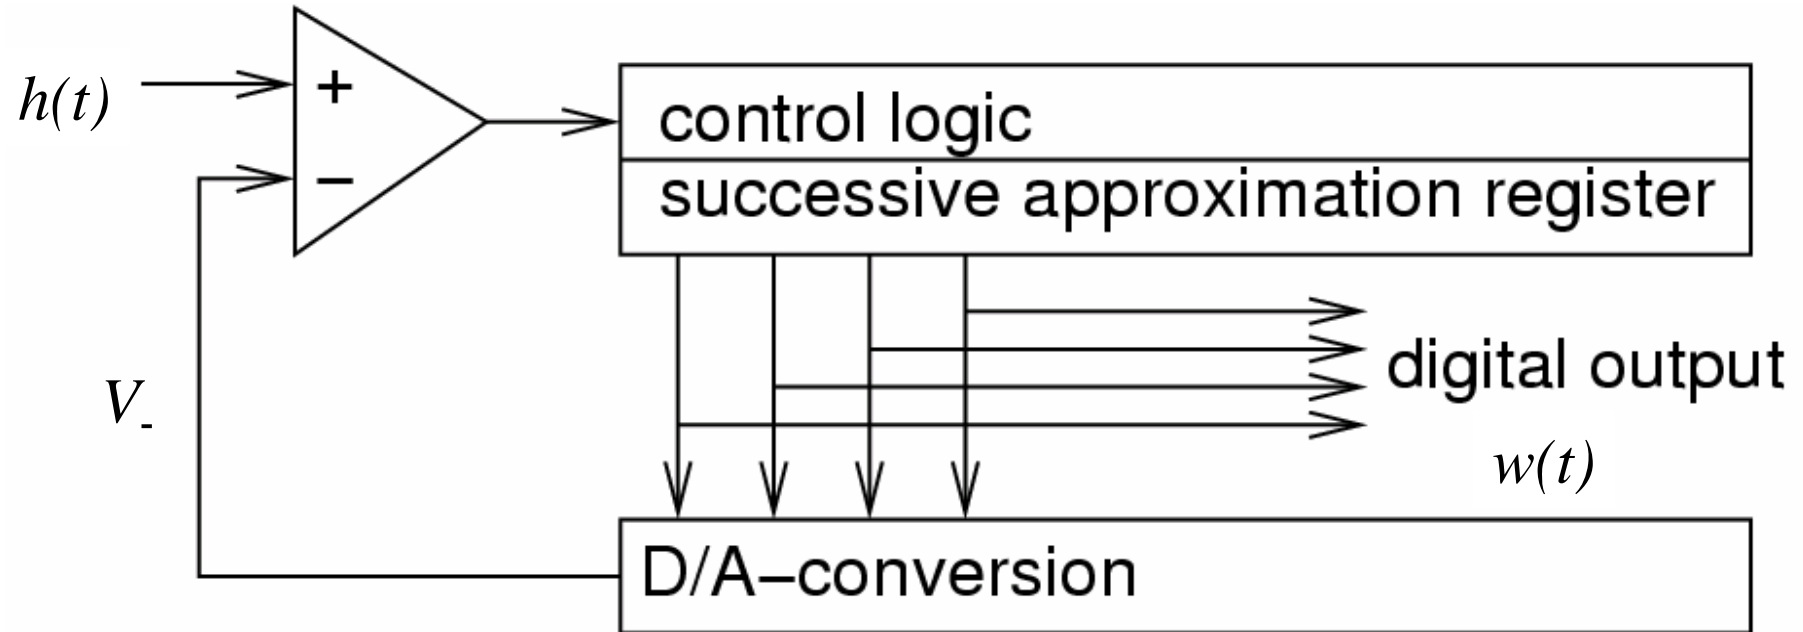 h(t)
+
−
control logic
successive approximation register
digital output
V-
w(t)
D/A−conversion